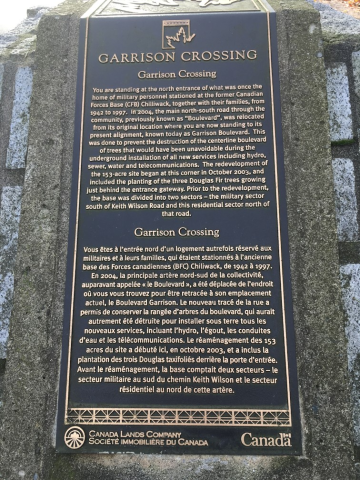 GARRISON CROSSING
Garrison Crossing
You are standing at the north entrance of what was once the
home of military personnel stationed at the former Canadian
Forces Base (CFB) Chilliwack, together with their families, from
1942 to 1997. In 2004, the main north-south road through the
community, previously known as "Boulevard", was relocated
from its original location where you are now standing to its
present alignment, known today as Garrison Boulevard. This
was done to prevent the destruction of the centerline boulevard
of trees that would have been unavoidable during the
underground installation of all new services including hydro,
sewer, water and telecommunications. The redevelopment of
the 153-acre site began at this corner in October 2003, and
included the planting of the three Douglas Fir trees growing
just behind the entrance gateway. Prior to the redevelopment,
the base was divided into two sectors – the military sector
south of Keith Wilson Road and this residential sector north of
that road.
Garrison Crossing
Vous êtes à l'entrée nord d'un logement autrefois réservé aux
militaires et à leurs familles, qui étaient stationnés à l'ancienne
base des Forces canadiennes (BFC) Chilliwack, de 1942 à 1997.
En 2004, la principale artère nord-sud de la collectivité,
auparavant appelée « le Boulevard », a été déplacée de l'endroit
où vous vous trouvez pour être retracée à son emplacement
actuel, le Boulevard Garrison. Le nouveau tracé de la rue a
permis de conserver la rangée d'arbres du boulevard, qui aurait
autrement été détruite pour installer sous terre tous les
nouveaux services, incluant l'hydro, l'égout, les conduites
d'eau et les télécommunications. Le réaménagement des 153
acres du site a débuté ici, en octobre 2003, et a inclus la
plantation des trois Douglas taxifoliés derrière la porte d'entrée.
Avant le réaménagement, la base comptait deux secteurs – le
secteur militaire au sud du chemin Keith Wilson et le secteur
résidentiel au nord de cette artère.
CANADA LANDS COMPANY
SOCIÉTÉ IMMOBILIÈRE DU CANADA
Canada